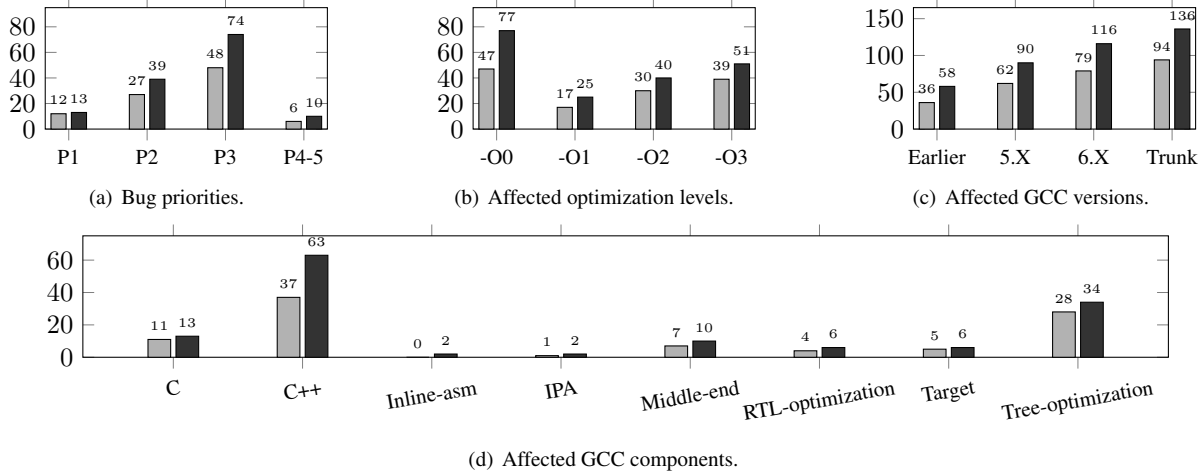 80
60
40
20
0
12 13 27 39 48 74 6 10
P1 P2 P3 P4-5
(a) Bug priorities.
80
60
40
20
0
47 77 17 25 30 40 39 51
-O0 -O1 -O2 -O3
(b) Affected optimization levels.
150
100
50
0
36 58 62 90 79 116 94 136
Earlier 5.X 6.X Trunk
(c) Affected GCC versions.
60
40
20
0
11 13 37 63 0 2 1 2 7 10 4 6 5 6 28 34
C C++ Inline-asm IPA Middle-end RTL-optimization Target Tree-optimization
(d) Affected GCC components.